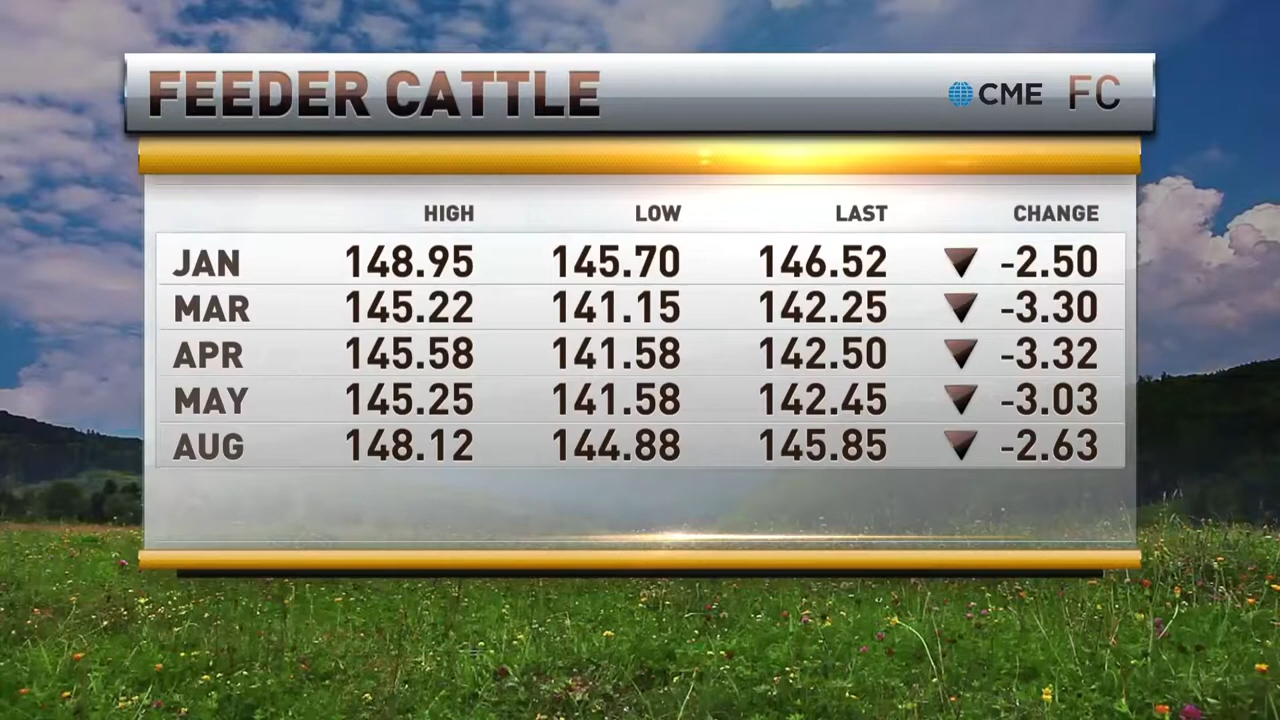 FEEDER CATTLE CME FC
HIGH LOW LAST CHANGE
JAN 148.95 145.70 146.52 ▼ -2.50
MAR 145.22 141.15 142.25 ▼ -3.30
APR 145.58 141.58 142.50 ▼ -3.32
MAY 145.25 141.58 142.45 ▼ -3.03
AUG 148.12 144.88 145.85 ▼ -2.63